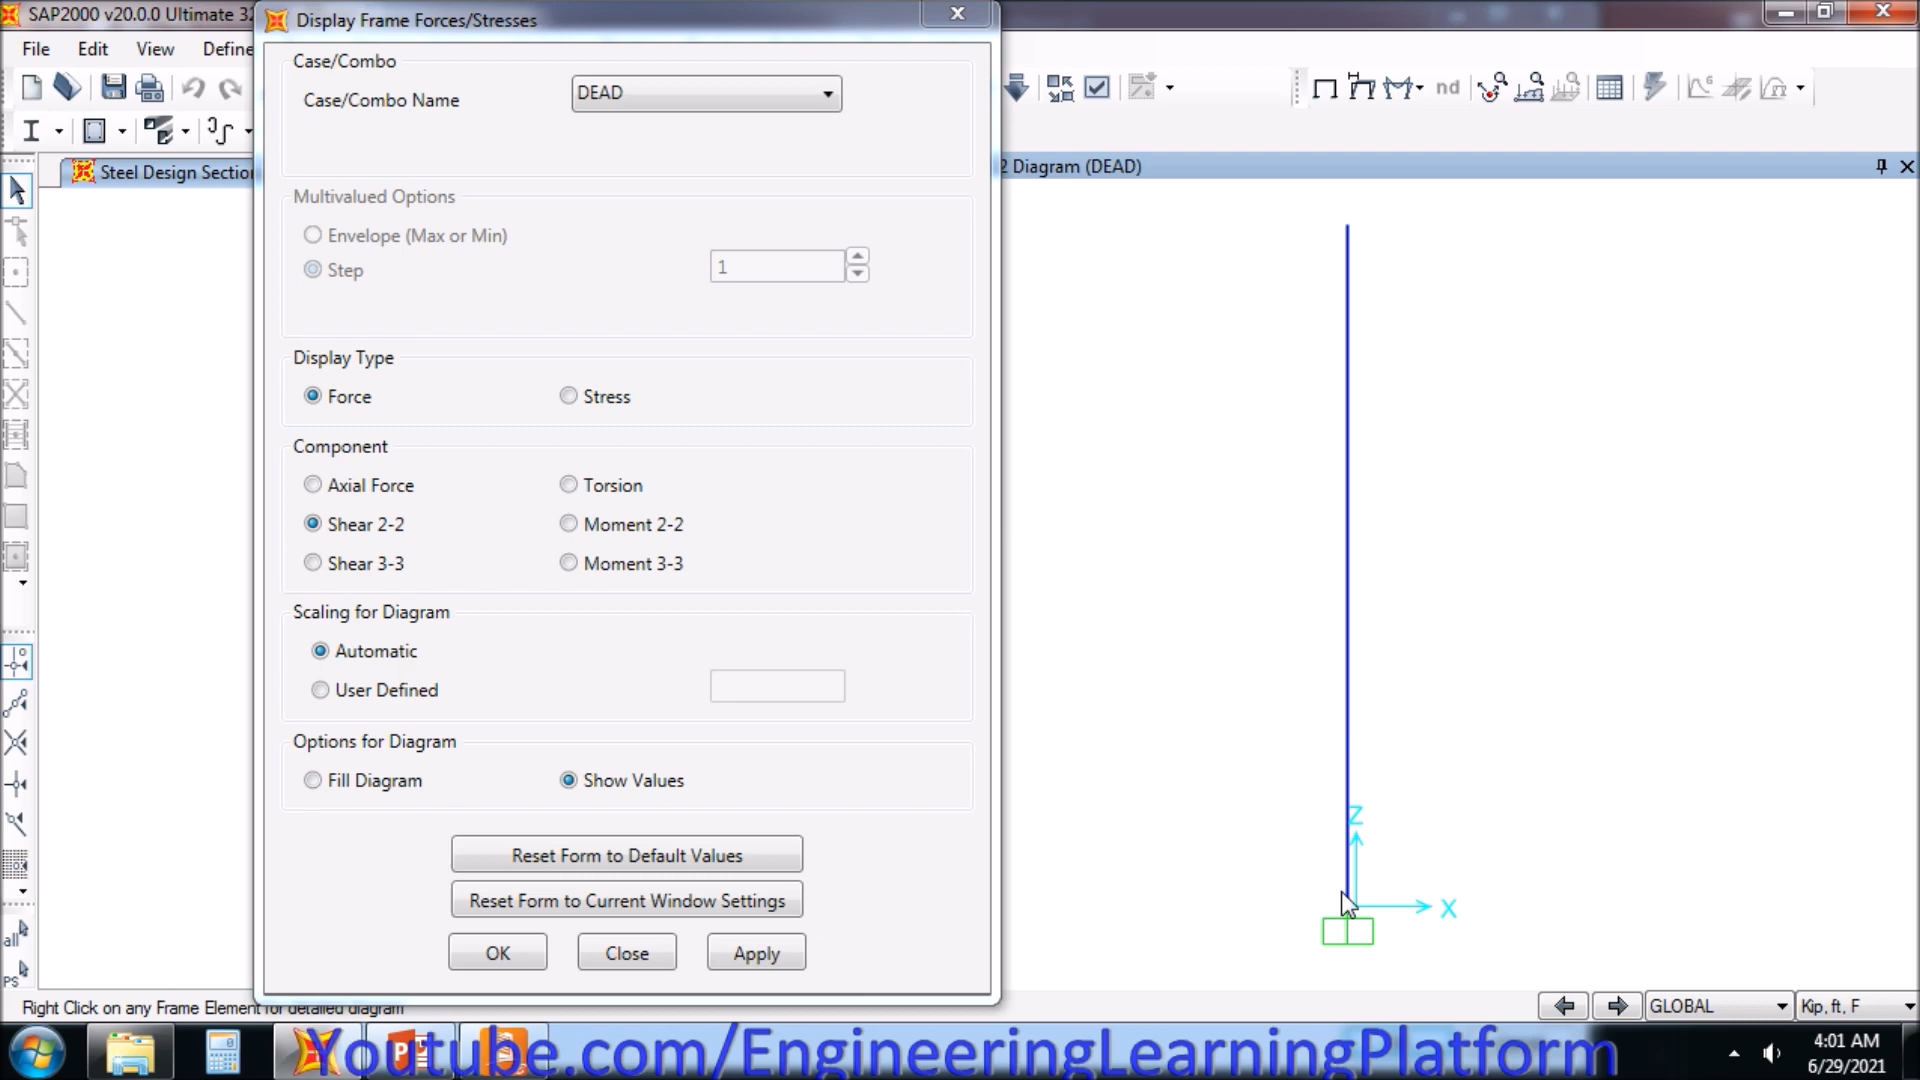 SAP2000 v20.0.0 Ultimate 32
Display Frame Forces/Stresses
File Edit View Define
Case/Combo
Case/Combo Name DEAD
nd
Steel Design Section
2 Diagram (DEAD)
Multivalued Options
Envelope (Max or Min)
Step 1
Display Type
Force Stress
Component
Axial Force Torsion
Shear 2-2 Moment 2-2
Shear 3-3 Moment 3-3
Scaling for Diagram
Automatic
User Defined
Options for Diagram
Fill Diagram Show Values
Z
Reset Form to Default Values
Reset Form to Current Window Settings
X
all
OK Close Apply
PS
Right Click on any Frame Element for detailed diagram
GLOBAL Kip, ft, F
Youtube.com/EngineeringLearningPlatform
4:01 AM
6/29/2021